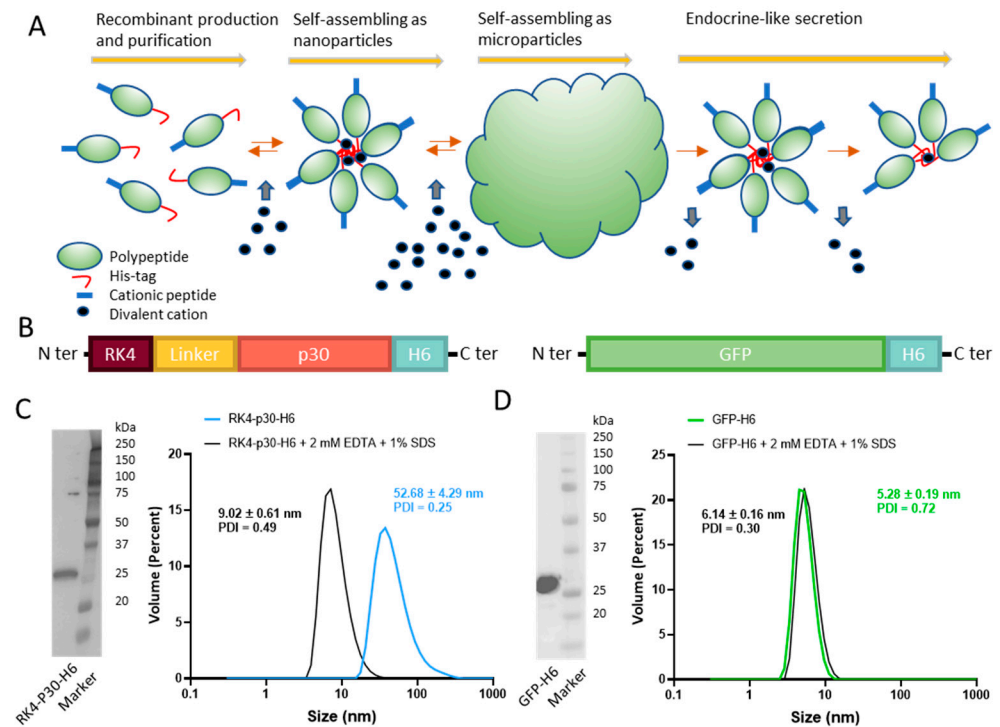 A
Recombinant production
and purification
Self-assembling as
nanoparticles
Self-assembling as
microparticles
Endocrine-like secretion
Polypeptide
His-tag
Cationic peptide
Divalent cation
B
N ter
RK4
Linker
p30
H6
C ter
N ter
GFP
H6
C ter
C
kDa
250
150
100
75
50
37
25
20
RK4-P30-H6
Marker
RK4-p30-H6
RK4-p30-H6 + 2 mM EDTA + 1% SDS
9.02 ± 0.61 nm
PDI = 0.49
52.68 ± 4.29 nm
PDI = 0.25
Volume (Percent)
20
15
10
5
0
0.1
1
10
100
1000
Size (nm)
D
kDa
250
150
100
75
50
37
25
20
GFP-H6
Marker
GFP-H6
GFP-H6 + 2 mM EDTA + 1% SDS
6.14 ± 0.16 nm
PDI = 0.30
5.28 ± 0.19 nm
PDI = 0.72
Volume (Percent)
25
20
15
10
5
0
0.1
1
10
100
1000
Size (nm)